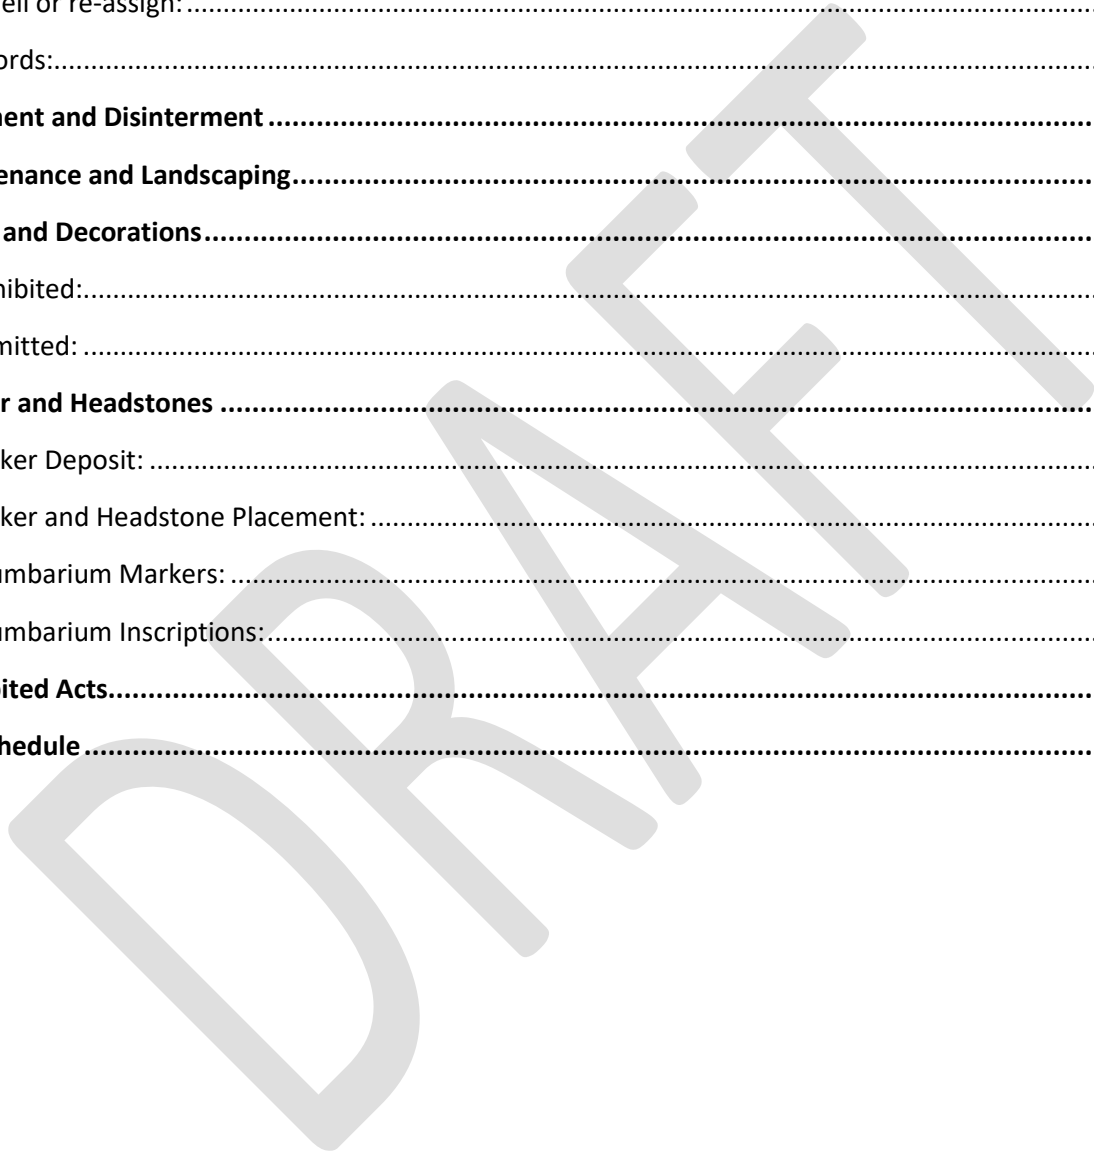 ell or re-assign:
ords:
nent and Disinterment
enance and Landscaping
and Decorations
hibited:
mitted:
r and Headstones
ker Deposit:
ker and Headstone Placement:
umbarium Markers:
umbarium Inscriptions:
ited Acts
hedule
DRAFT